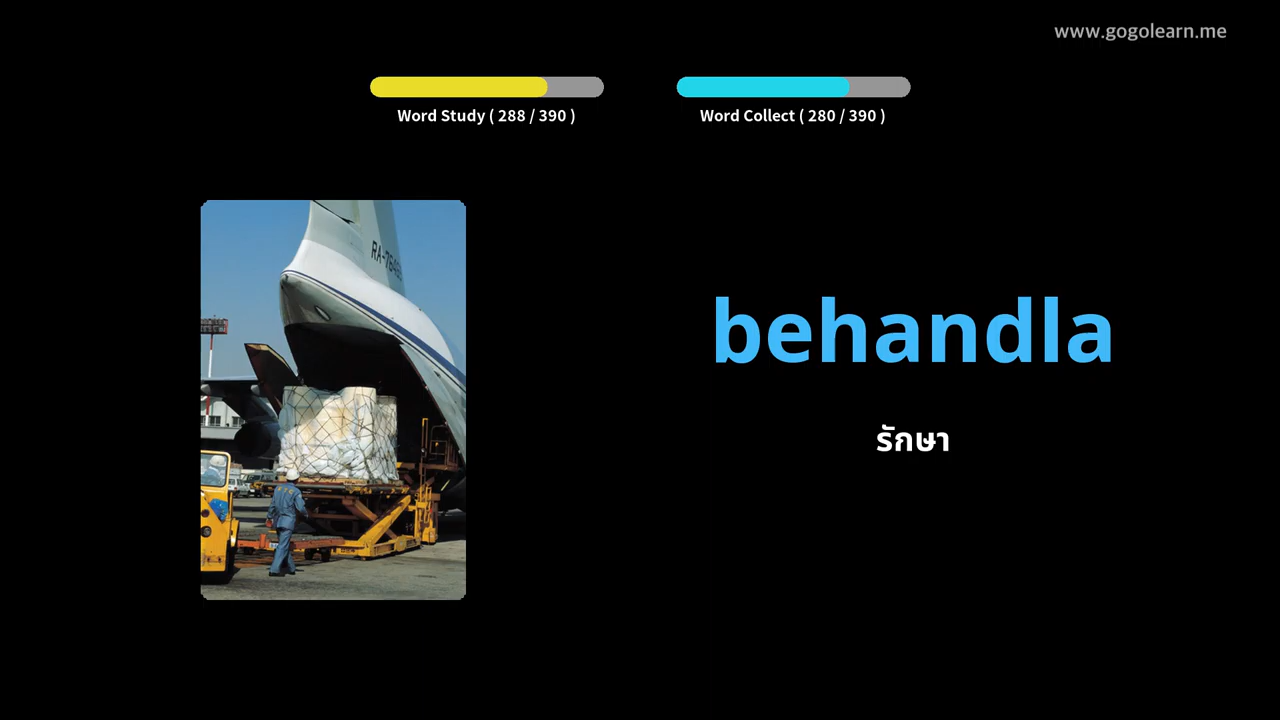 www.gogolearn.me
Word Study ( 288 / 390 )
Word Collect ( 280 / 390 )
behandla
รักษา